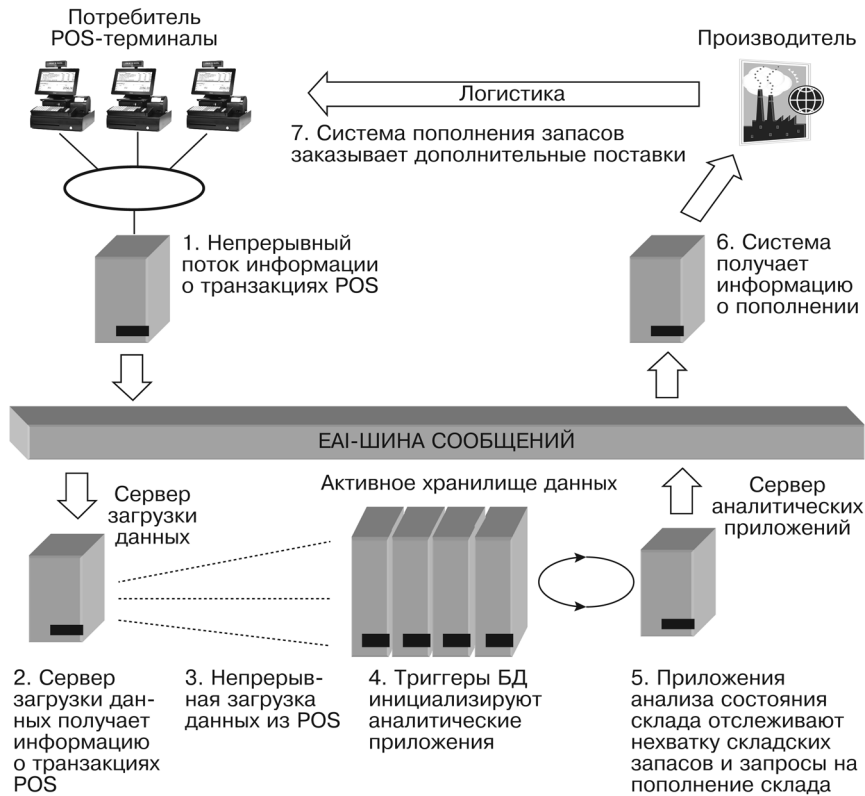 Потребитель
POS-терминалы
Производитель
Логистика
7. Система пополнения запасов
заказывает дополнительные поставки
1. Непрерывный
поток информации
о транзакциях POS
6. Система
получает
информацию
о пополнении
EAI-ШИНА СООБЩЕНИЙ
Сервер
загрузки
данных
Активное хранилище данных
Сервер
аналитических
приложений
2. Сервер
загрузки дан-
ных получает
информацию
о транзакциях
POS
3. Непрерыв-
ная загрузка
данных из POS
4. Триггеры БД
инициализируют
аналитические
приложения
5. Приложения
анализа состояния
склада отслеживают
нехватку складских
запасов и запросы на
пополнение склада